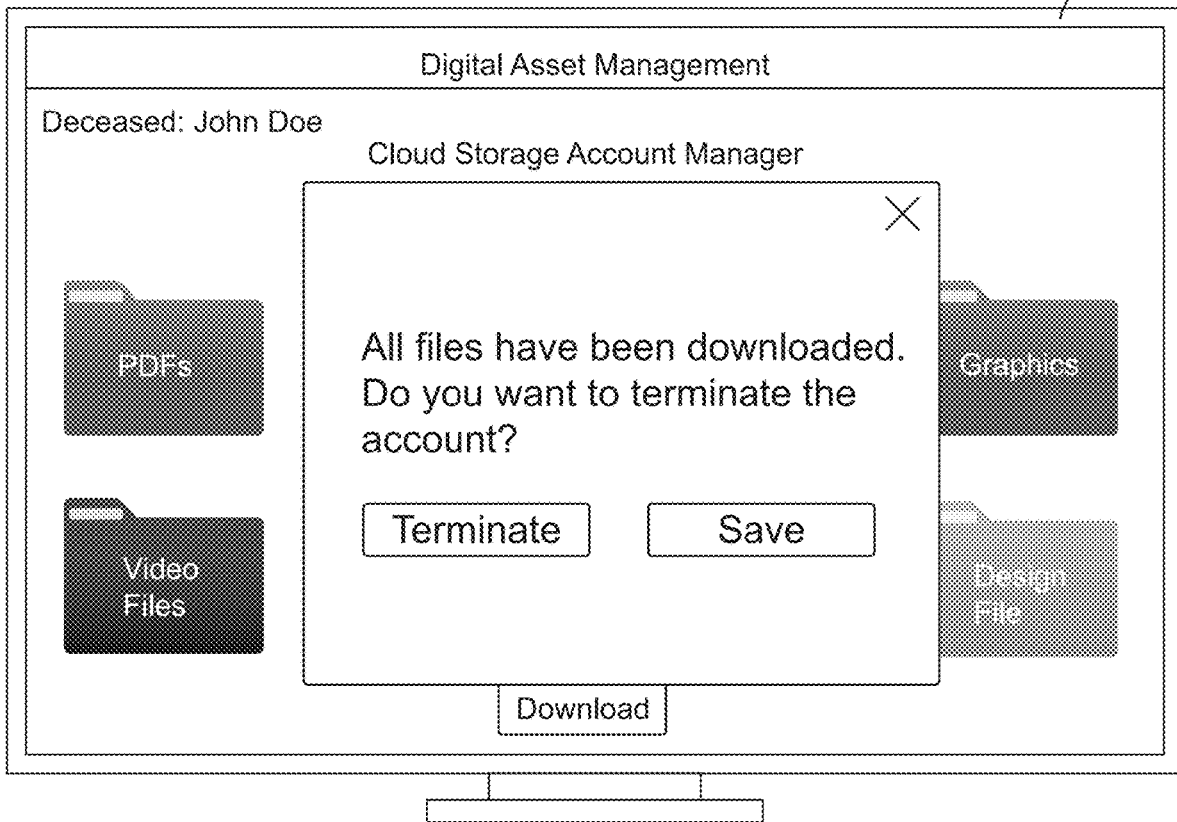 Digital Asset Management
Deceased: John Doe
Cloud Storage Account Manager
PDFs
Graphics
All files have been downloaded.
Do you want to terminate the
account?
Terminate
Save
Video
Files
Design
File
Download